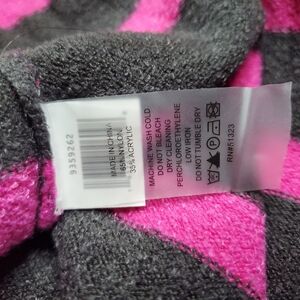 9359262
MADE IN CHINA
65% NYLON
35% ACRYLIC
MACHINE WASH COLD
DO NOT BLEACH
DRY CLEANING
PERCHLOROETHYLENE
LOW IRON
DO NOT TUMBLE DRY
RN#51323